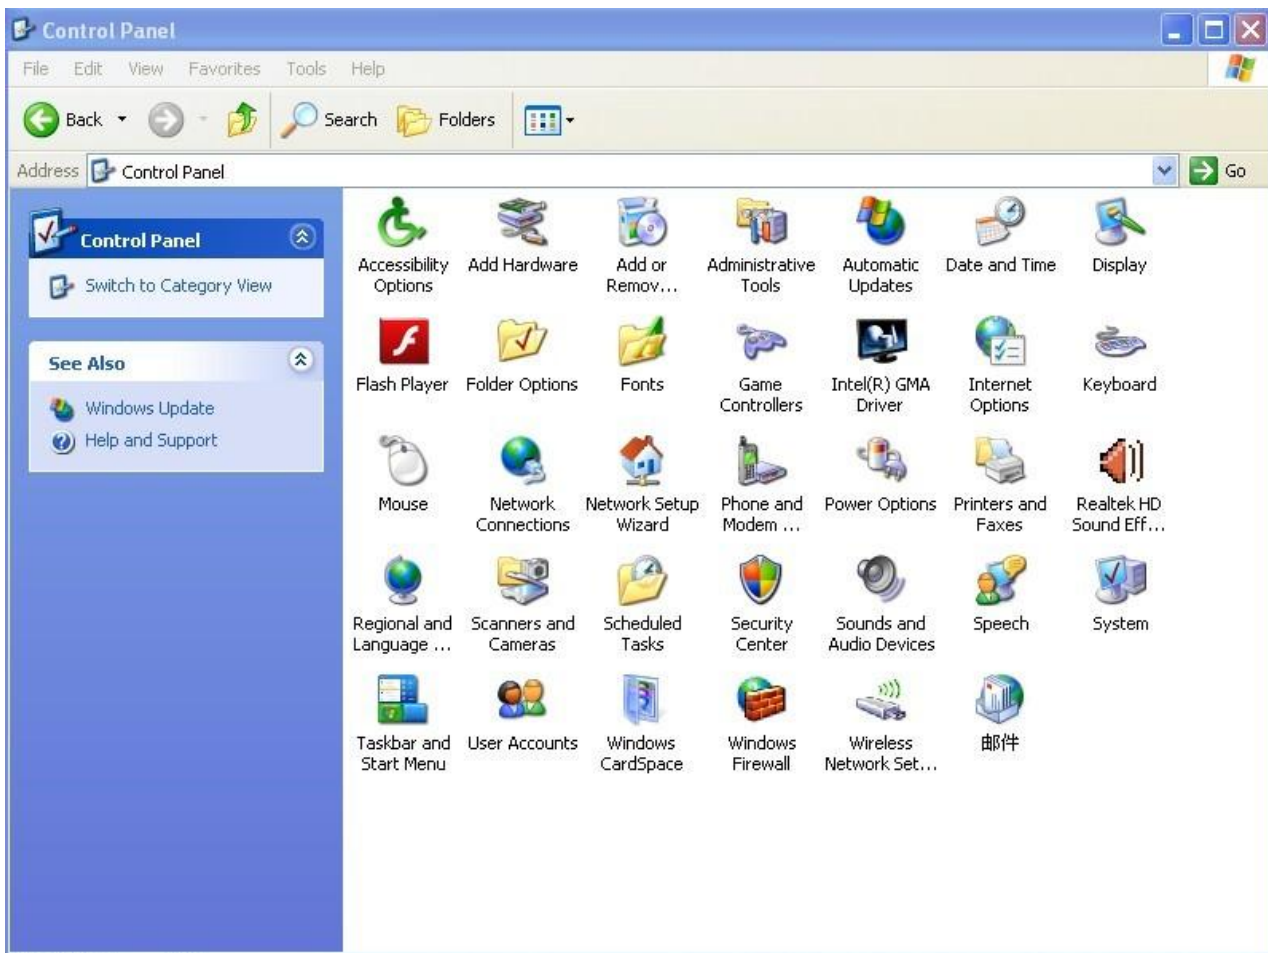 Control Panel
File Edit View Favorites Tools Help
Back Search Folders
Address Control Panel Go
Control Panel
Switch to Category View
See Also
Windows Update
Help and Support
Accessibility Options
Add Hardware
Add or Remov...
Administrative Tools
Automatic Updates
Date and Time
Display
Flash Player
Folder Options
Fonts
Game Controllers
Intel(R) GMA Driver
Internet Options
Keyboard
Mouse
Network Connections
Network Setup Wizard
Phone and Modem ...
Power Options
Printers and Faxes
Realtek HD Sound Eff...
Regional and Language ...
Scanners and Cameras
Scheduled Tasks
Security Center
Sounds and Audio Devices
Speech
System
Taskbar and Start Menu
User Accounts
Windows CardSpace
Windows Firewall
Wireless Network Set...
邮件